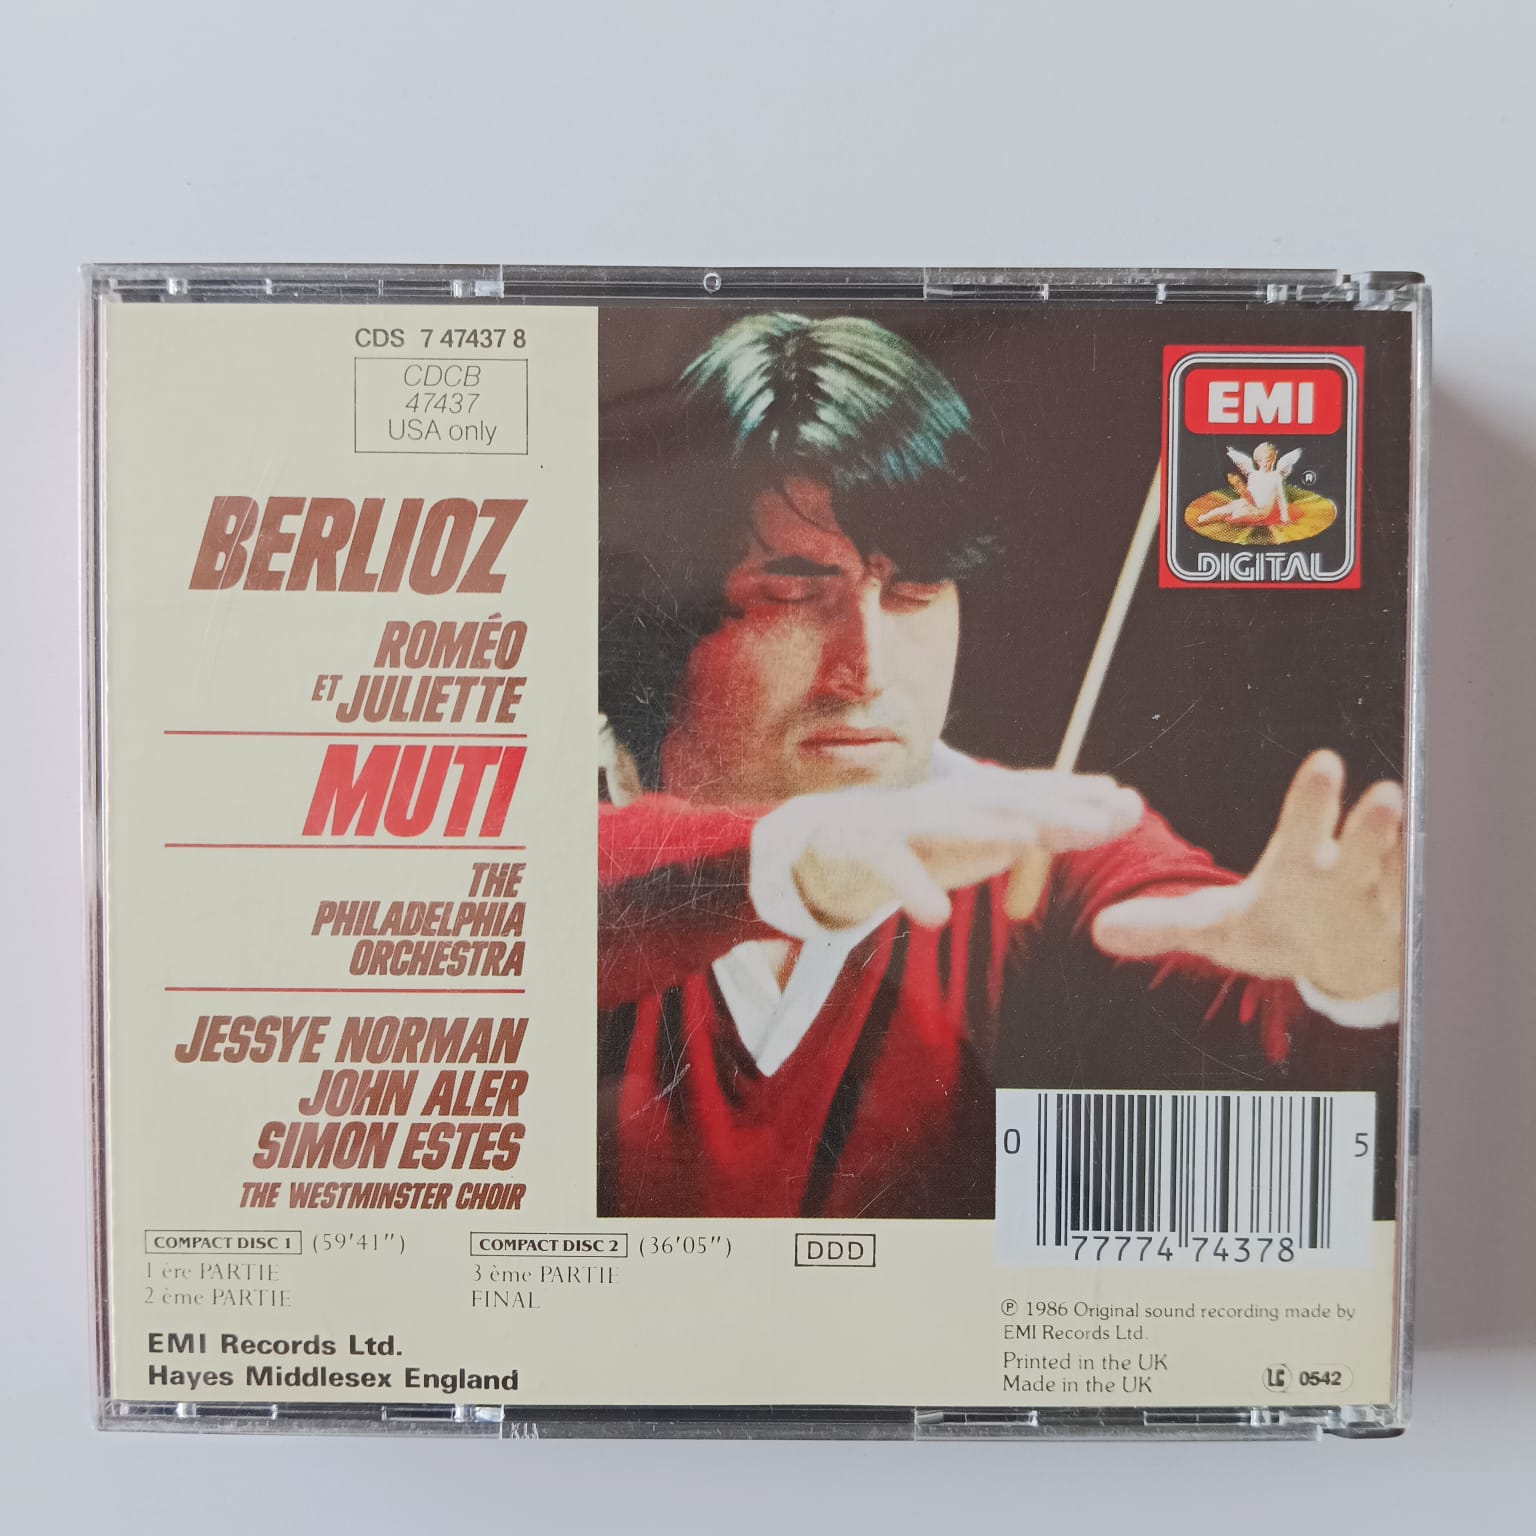 CDS 7 47437 8
CDCB
47437
USA only
BERLIOZ
ROMÉO
ET JULIETTE
MUTI
THE
PHILADELPHIA
ORCHESTRA
JESSYE NORMAN
JOHN ALER
SIMON ESTES
THE WESTMINSTER CHOIR
EMI
®
DIGITAL
0 5
77774 74378
COMPACT DISC 1 (59'41")
1 ère PARTIE
2 ème PARTIE
COMPACT DISC 2 (36'05")
3 ème PARTIE
FINAL
DDD
EMI Records Ltd.
Hayes Middlesex England
℗ 1986 Original sound recording made by
EMI Records Ltd.
Printed in the UK
Made in the UK
LC 0542